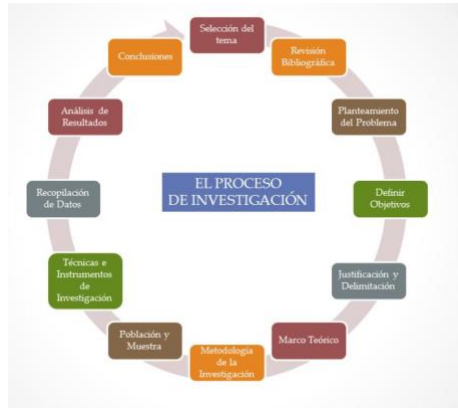 Selección del
tema
Revisión
Bibliográfica
Planteamiento
del Problema
Definir
Objetivos
Justificación y
Delimitación
Marco Teórico
Metodología
de la
Investigación
Población y
Muestra
Técnicas e
Instrumentos
de
Investigación
Recopilación
de Datos
Análisis de
Resultados
Conclusiones
EL PROCESO
DE INVESTIGACIÓN